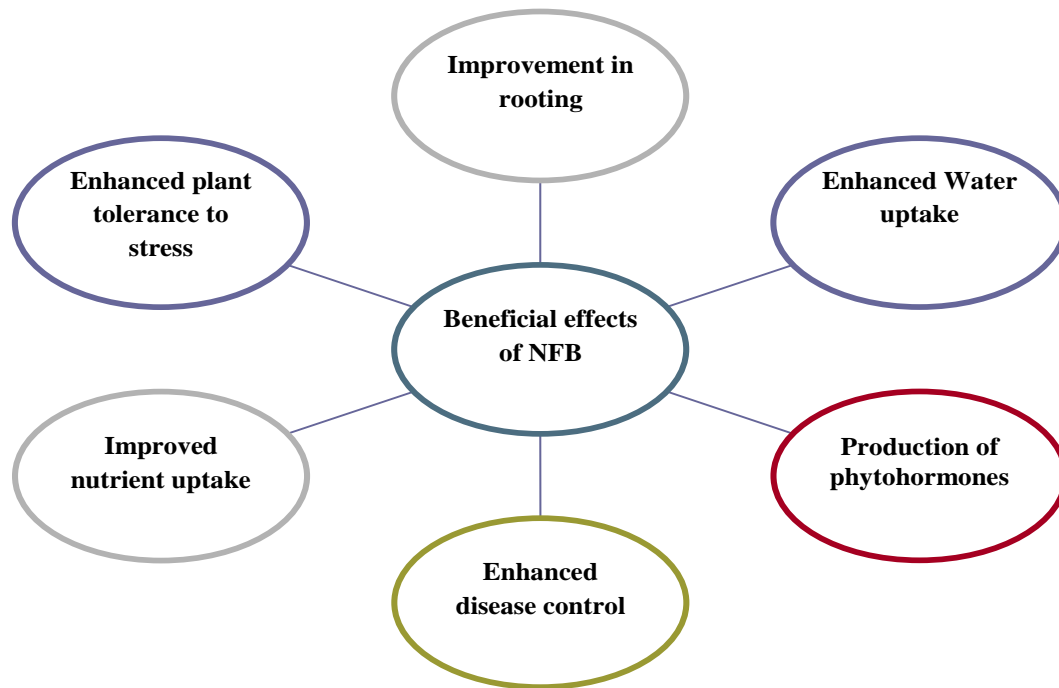 Improvement in
rooting
Enhanced plant
tolerance to
stress
Enhanced Water
uptake
Beneficial effects
of NFB
Improved
nutrient uptake
Production of
phytohormones
Enhanced
disease control